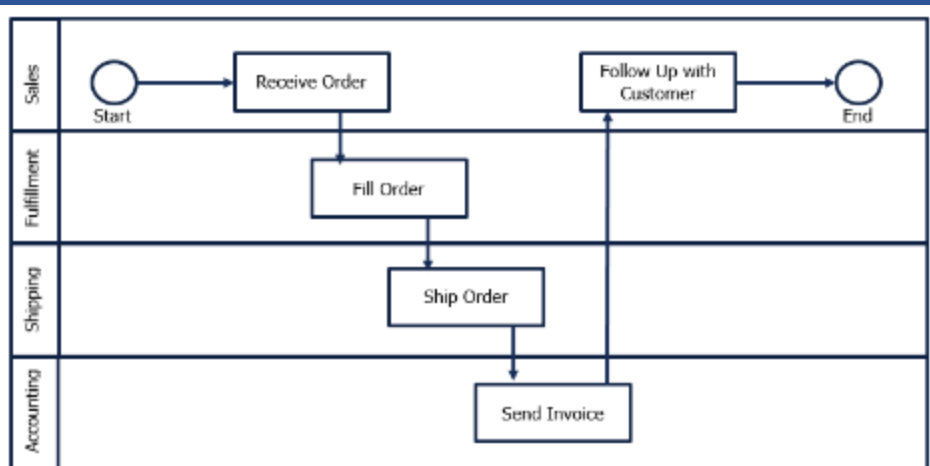 Sales
Start
Receive Order
Follow Up with
Customer
End
Fulfillment
Fill Order
Shipping
Ship Order
Accounting
Send Invoice